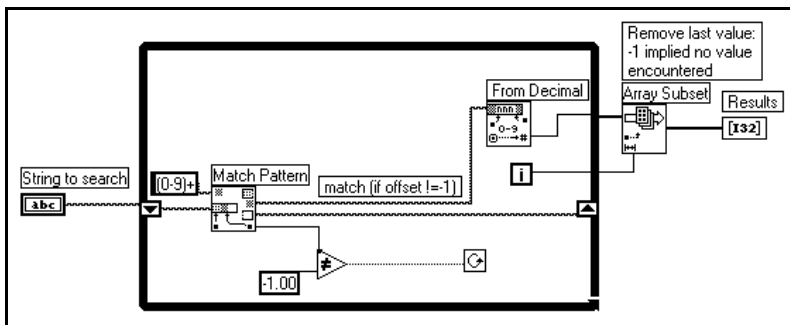 Remove last value:
-1 implied no value
encountered
From Decimal
Array Subset
Results
nnn
0-9
#
[I32]
String to search
(0-9)+
Match Pattern
match (if offset !=-1)
i
abc
≠
-1.00